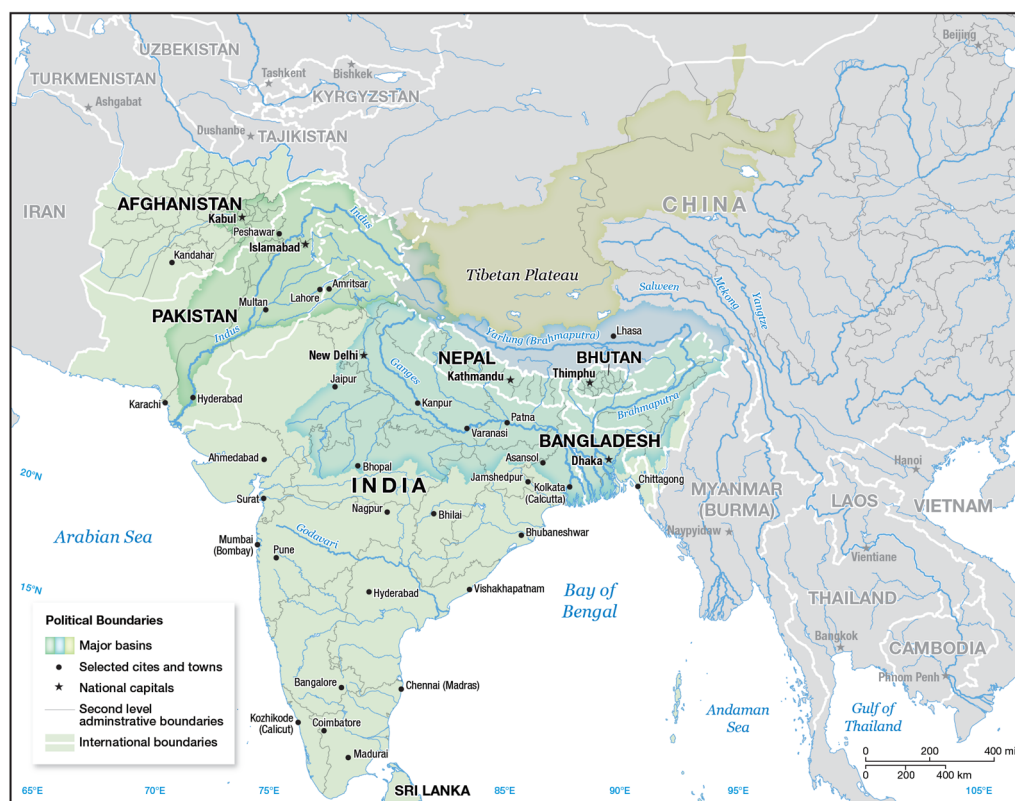 Beijing
UZBEKISTAN
Tashkent
Bishkek
TURKMENISTAN
KYRGYZSTAN
Ashgabat
Dushanbe
TAJIKISTAN
CHINA
AFGHANISTAN
Kabul
IRAN
Indus
Peshawar
Islamabad
Kandahar
Tibetan Plateau
Salween
Mekong
Yangtze
Lahore
Amritsar
Multan
PAKISTAN
Indus
Yarlung (Brahmaputra)
Lhasa
New Delhi
NEPAL
BHUTAN
Kathmandu
Thimphu
Ganges
Jaipur
Karachi
Hyderabad
Kanpur
Brahmaputra
Patna
Varanasi
BANGLADESH
Ahmedabad
Bhopal
Asansol
Dhaka
Hanoi
20°N
INDIA
Jamshedpur
Kolkata
(Calcutta)
Chittagong
MYANMAR
(BURMA)
LAOS
VIETNAM
Surat
Nagpur
Bhilai
Arabian Sea
Mumbai
(Bombay)
Godavari
Bhubaneshwar
Naypyidaw
Pune
Vientiane
15°N
Hyderabad
Vishakhapatnam
Bay of
Bengal
THAILAND
Bangkok
CAMBODIA
Phnom Penh
Political Boundaries
Major basins
Selected cites and towns
National capitals
Second level
adminstrative boundaries
International boundaries
Bangalore
Chennai (Madras)
Kozhikode
(Calicut)
Coimbatore
Madurai
Andaman
Sea
Gulf of
Thailand
0 200 400 mi
0 200 400 km
SRI LANKA
65°E
70°E
75°E
85°E
90°E
95°E
105°E